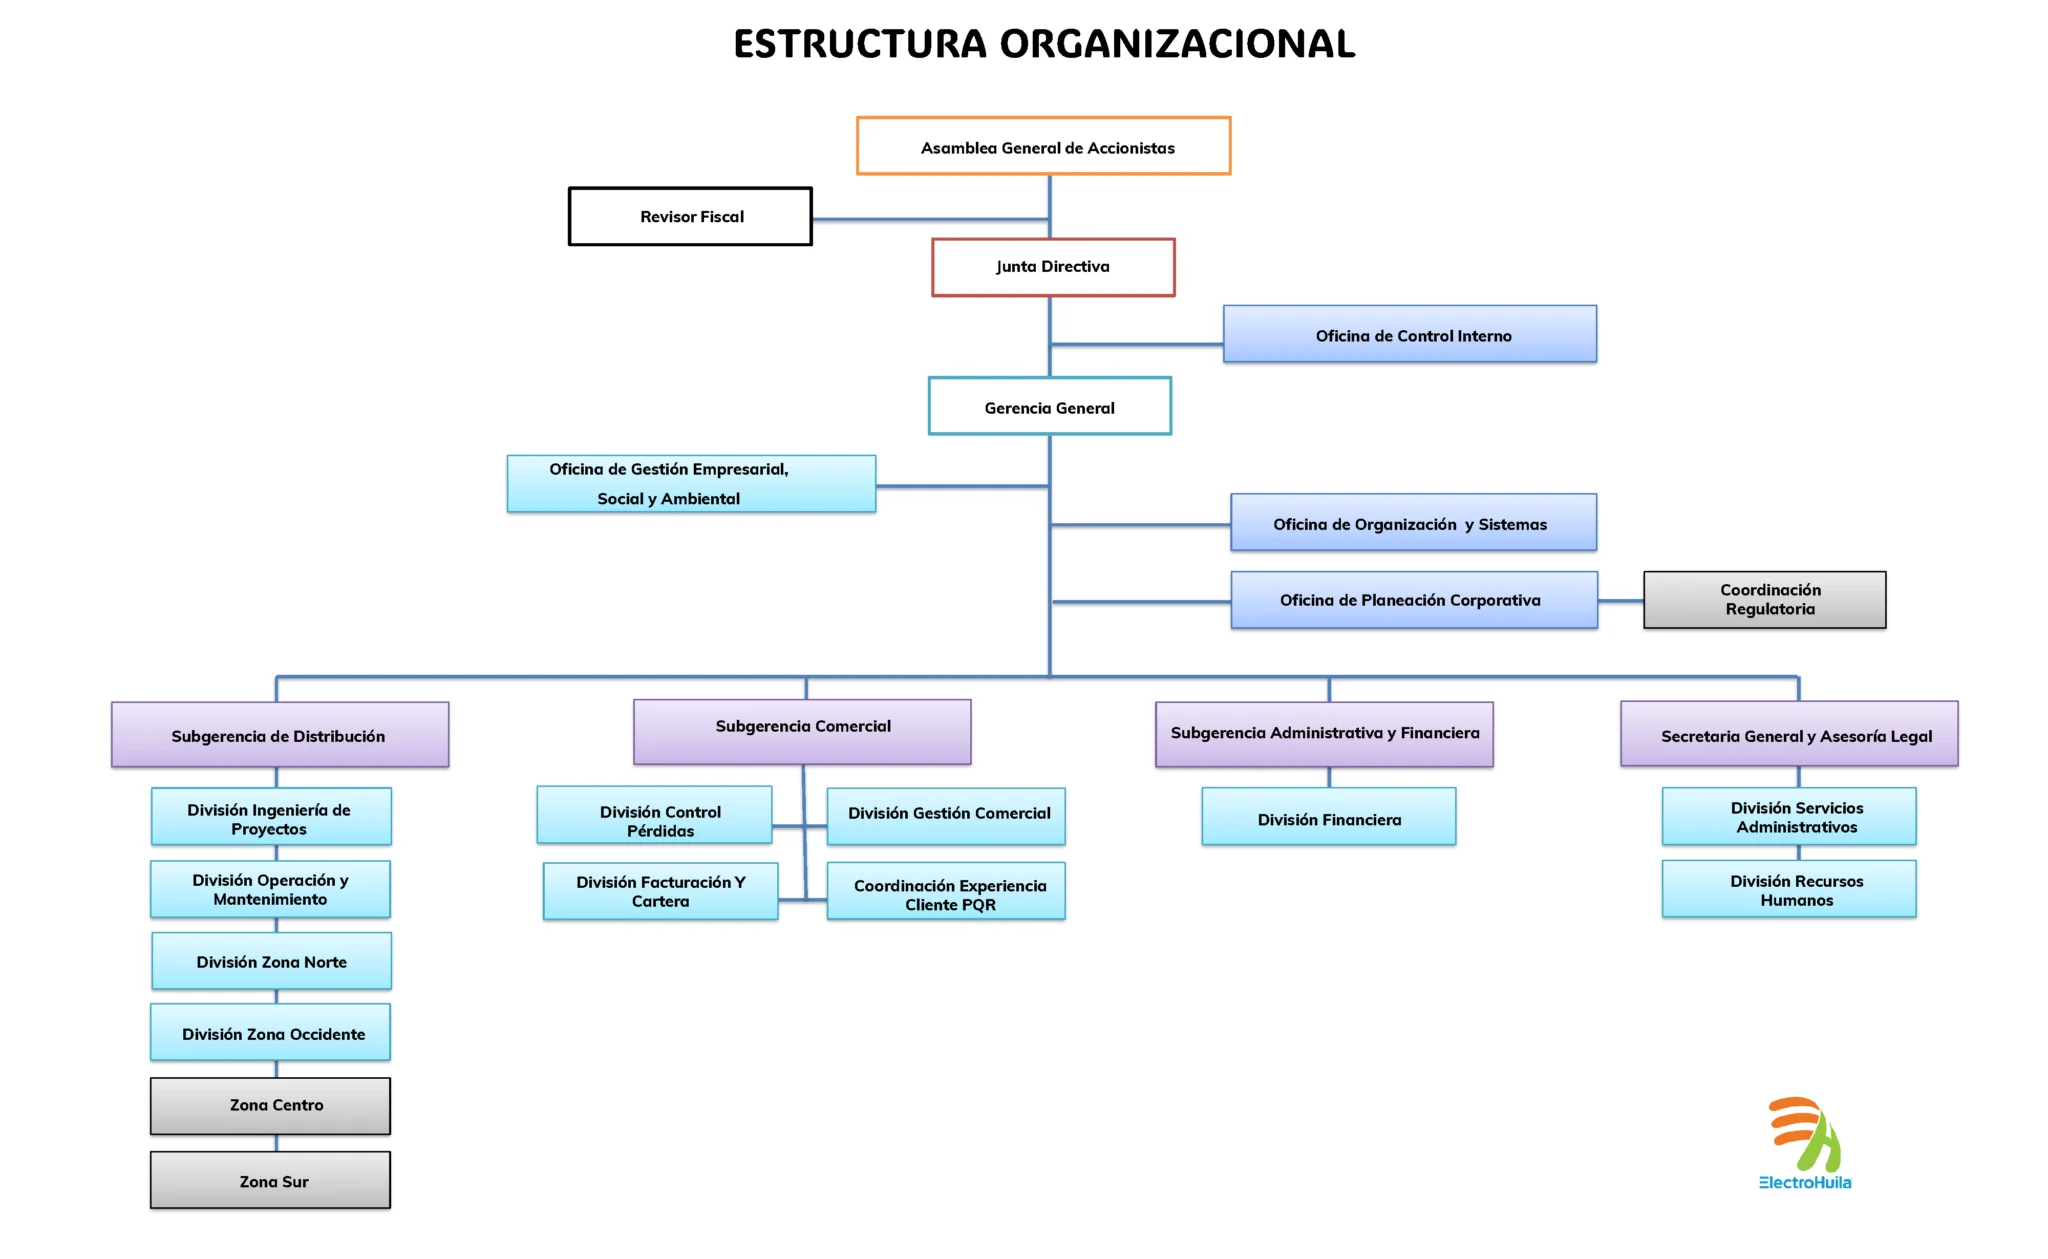 ESTRUCTURA ORGANIZACIONAL
Asamblea General de Accionistas
Revisor Fiscal
Junta Directiva
Oficina de Control Interno
Gerencia General
Oficina de Gestión Empresarial,
Social y Ambiental
Oficina de Organización y Sistemas
Oficina de Planeación Corporativa
Coordinación
Regulatoria
Subgerencia de Distribución
División Ingeniería de
Proyectos
División Operación y
Mantenimiento
División Zona Norte
División Zona Occidente
Zona Centro
Zona Sur
Subgerencia Comercial
División Control
Pérdidas
División Gestión Comercial
División Facturación Y
Cartera
Coordinación Experiencia
Cliente PQR
Subgerencia Administrativa y Financiera
División Financiera
Secretaria General y Asesoría Legal
División Servicios
Administrativos
División Recursos
Humanos
ElectroHuila